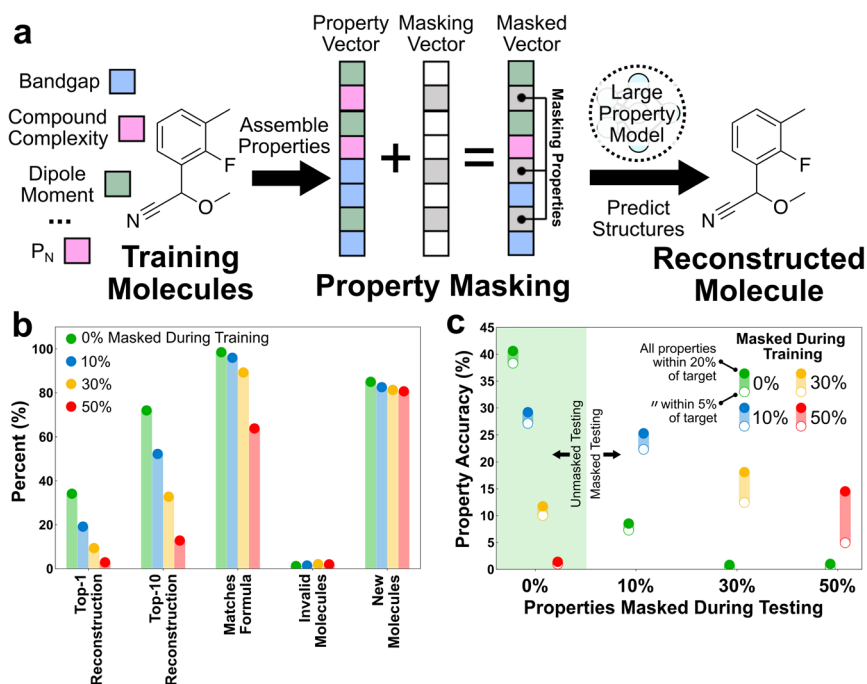 a
Property
Vector
Masking
Vector
Masked
Vector
Bandgap
Compound
Complexity
Dipole
Moment
...
P_N
F
N
O
Training
Molecules
Assemble
Properties
+
=
Masking Properties
Property Masking
Large
Property
Model
Predict
Structures
F
N
O
Reconstructed
Molecule
b
0% Masked During Training
10%
30%
50%
Percent (%)
100
80
60
40
20
0
Top-1
Reconstruction
Top-10
Reconstruction
Matches
Formula
Invalid
Molecules
New
Molecules
c
Property Accuracy (%)
45
40
35
30
25
20
15
10
5
0
All properties
within 20%
of target
" within 5%
of target
Masked During
Training
0%
30%
10%
50%
Unmasked Testing
Masked Testing
0%
10%
30%
50%
Properties Masked During Testing